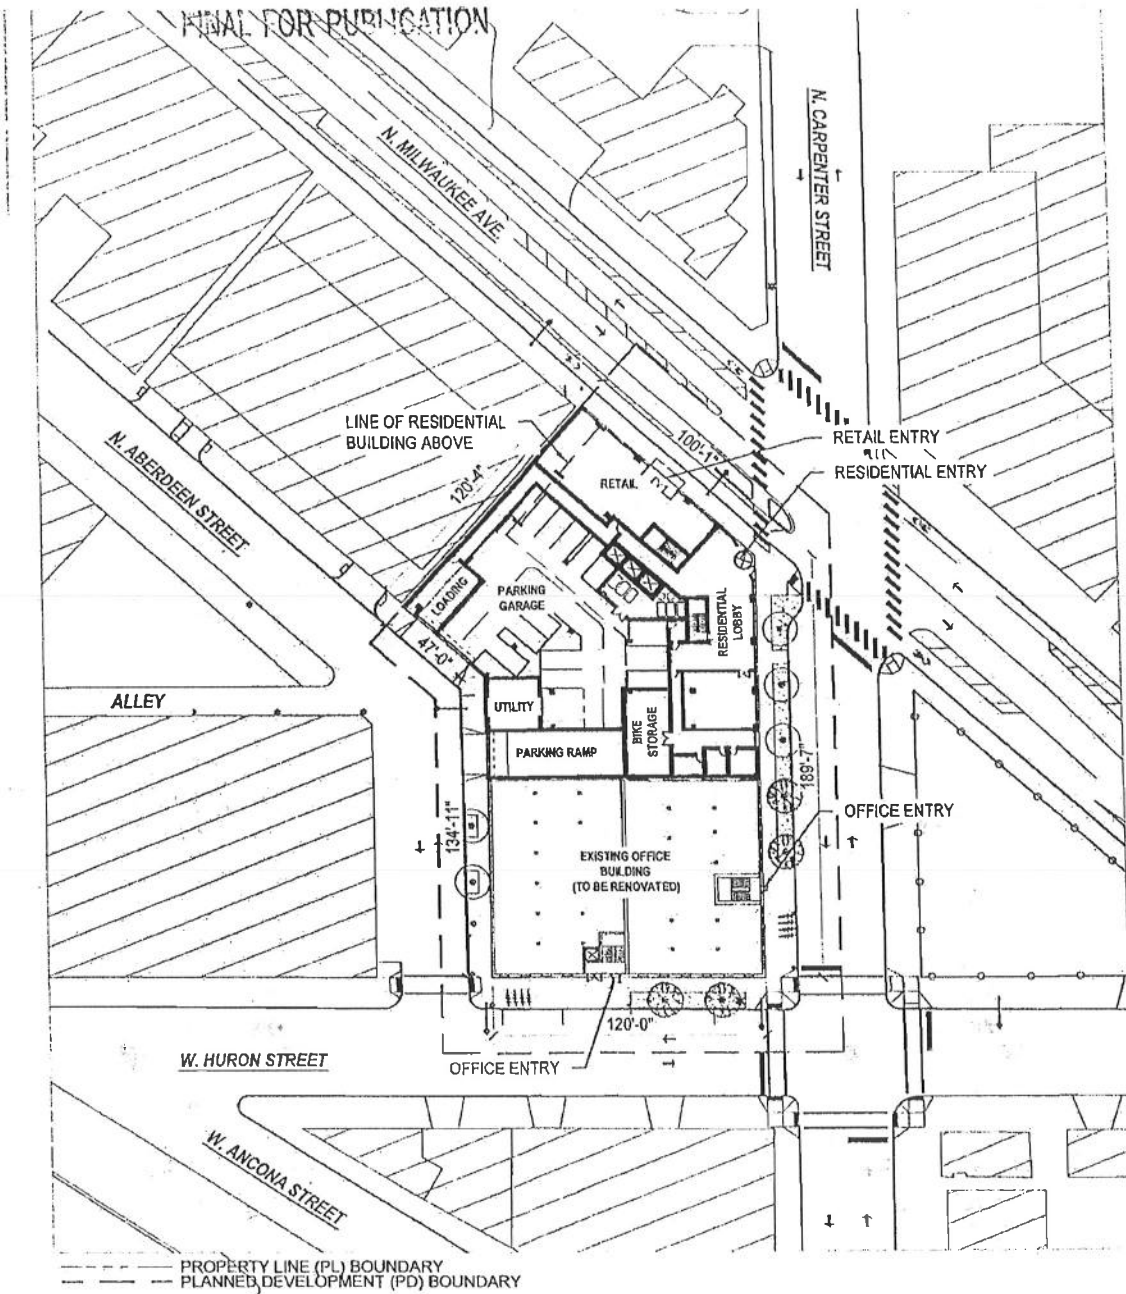 FINAL FOR PUBLICATION
N. MILWAUKEE AVE.
N. CARPENTER STREET
LINE OF RESIDENTIAL
BUILDING ABOVE
100'-1"
RETAIL ENTRY
RESIDENTIAL ENTRY
N. ABERDEEN STREET
120'-4"
RETAIL
LOADING
PARKING
GARAGE
RESIDENTIAL
LOBBY
47'-0"
ALLEY
UTILITY
BIKE
STORAGE
PARKING RAMP
189'-7"
134'-11"
OFFICE ENTRY
EXISTING OFFICE
BUILDING
(TO BE RENOVATED)
120'-0"
W. HURON STREET
OFFICE ENTRY
W. ANCONA STREET
PROPERTY LINE (PL) BOUNDARY
PLANNED DEVELOPMENT (PD) BOUNDARY